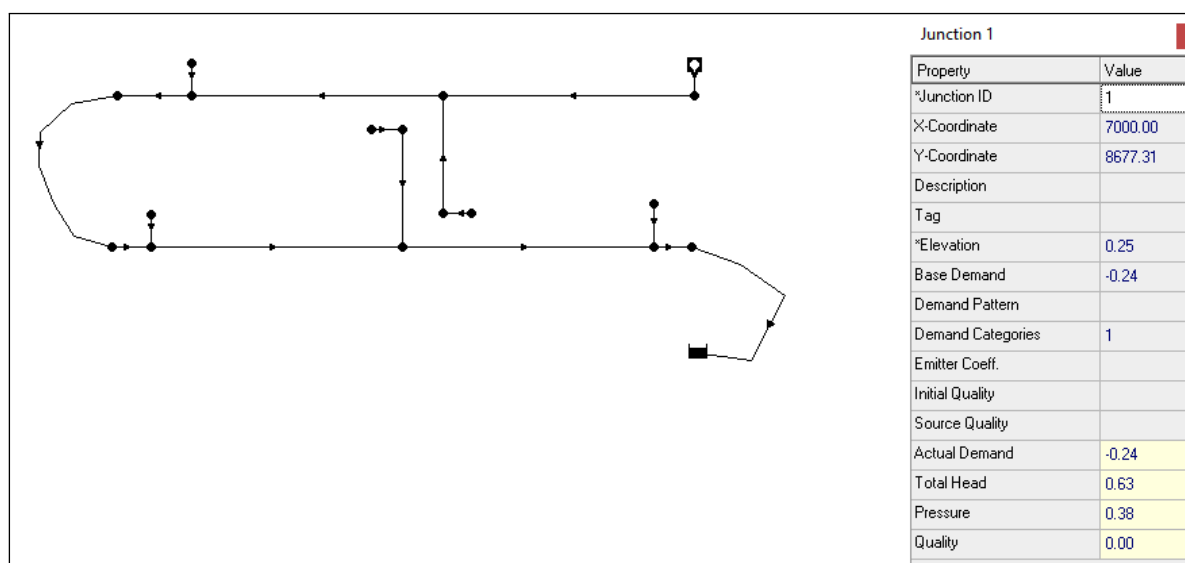 Junction 1
Property Value
*Junction ID 1
X-Coordinate 7000.00
Y-Coordinate 8677.31
Description
Tag
*Elevation 0.25
Base Demand -0.24
Demand Pattern
Demand Categories 1
Emitter Coeff.
Initial Quality
Source Quality
Actual Demand -0.24
Total Head 0.63
Pressure 0.38
Quality 0.00